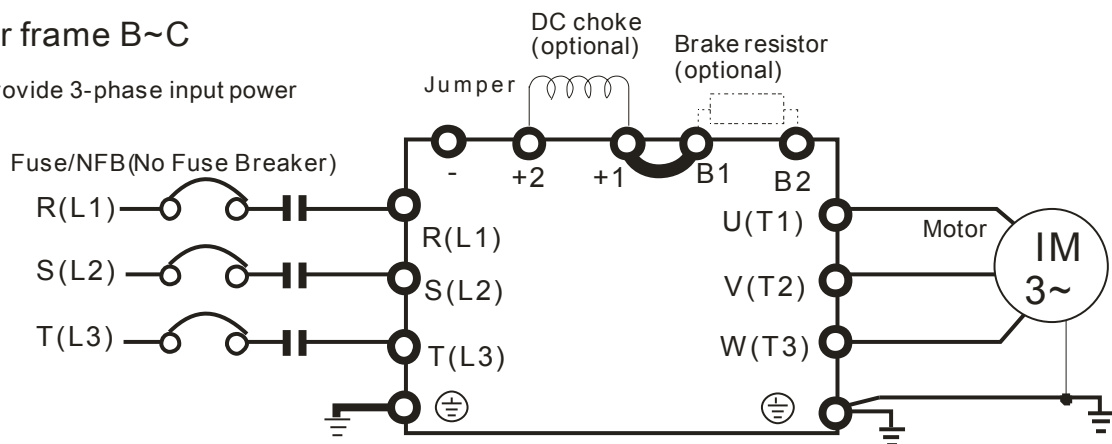 r frame B~C
DC choke
(optional)
Brake resistor
(optional)
rovide 3-phase input power
Jumper
Fuse/NFB(No Fuse Breaker)
- +2 +1 B1 B2
R(L1)
R(L1)
U(T1)
Motor
IM
3~
S(L2)
S(L2)
V(T2)
T(L3)
T(L3)
W(T3)